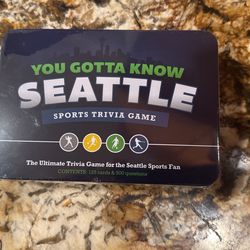 YOU GOTTA KNOW
SEATTLE
SPORTS TRIVIA GAME
The Ultimate Trivia Game for the Seattle Sports Fan
CONTENTS: 125 cards & 500 questions